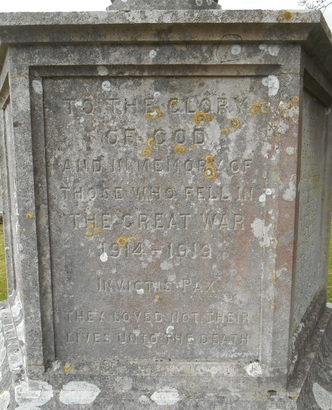 TO THE GLORY
OF GOD
AND IN MEMORY OF
THOSE WHO FELL IN
THE GREAT WAR
1914-1919
INVICTIS PAX
THEY LOVED NOT THEIR
LIVES UNTO THE DEATH